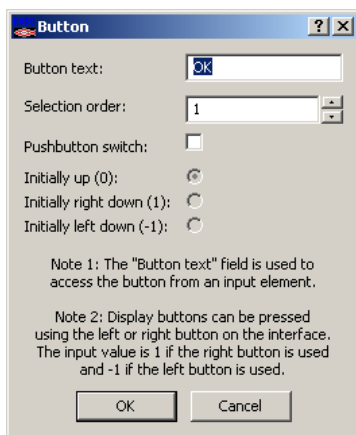 Button
Button text:
OK
Selection order:
1
Pushbutton switch:
Initially up (0):
Initially right down (1):
Initially left down (-1):
Note 1: The "Button text" field is used to
access the button from an input element.
Note 2: Display buttons can be pressed
using the left or right button on the interface.
The input value is 1 if the right button is used
and -1 if the left button is used.
OK
Cancel